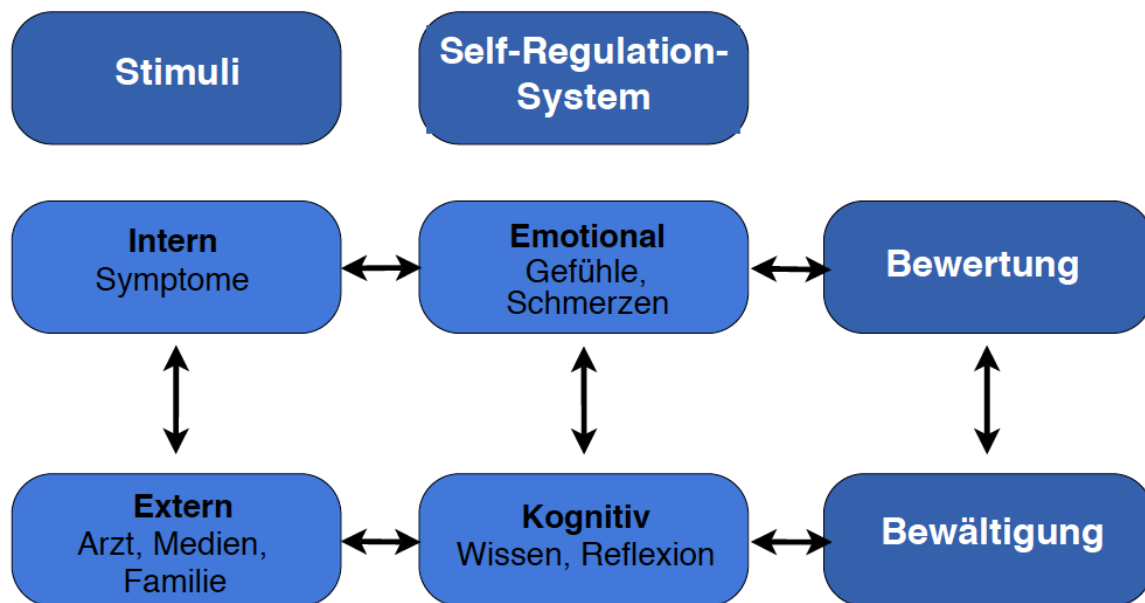 Stimuli
Self-Regulation-
System
Intern
Symptome
Emotional
Gefühle,
Schmerzen
Bewertung
Extern
Arzt, Medien,
Familie
Kognitiv
Wissen, Reflexion
Bewältigung